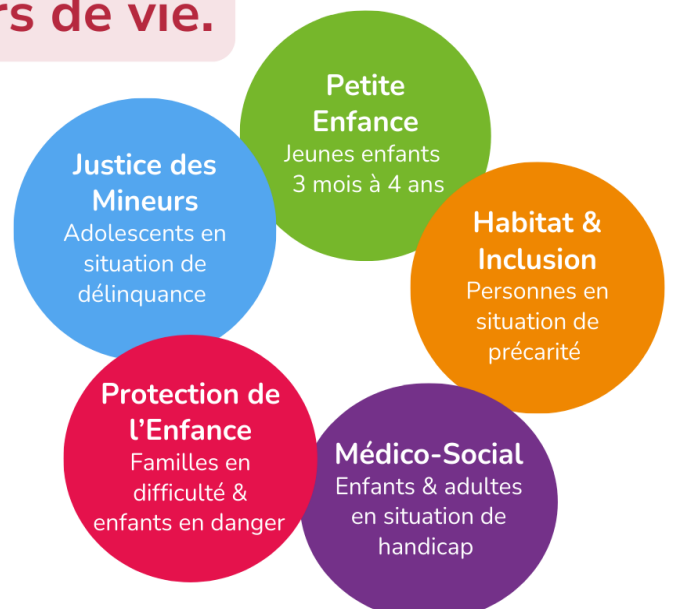 rs de vie.
Petite
Enfance
Jeunes enfants
3 mois à 4 ans
Justice des
Mineurs
Adolescents en
situation de
délinquance
Habitat &
Inclusion
Personnes en
situation de
précarité
Protection de
l’Enfance
Familles en
difficulté &
enfants en danger
Médico-Social
Enfants & adultes
en situation de
handicap